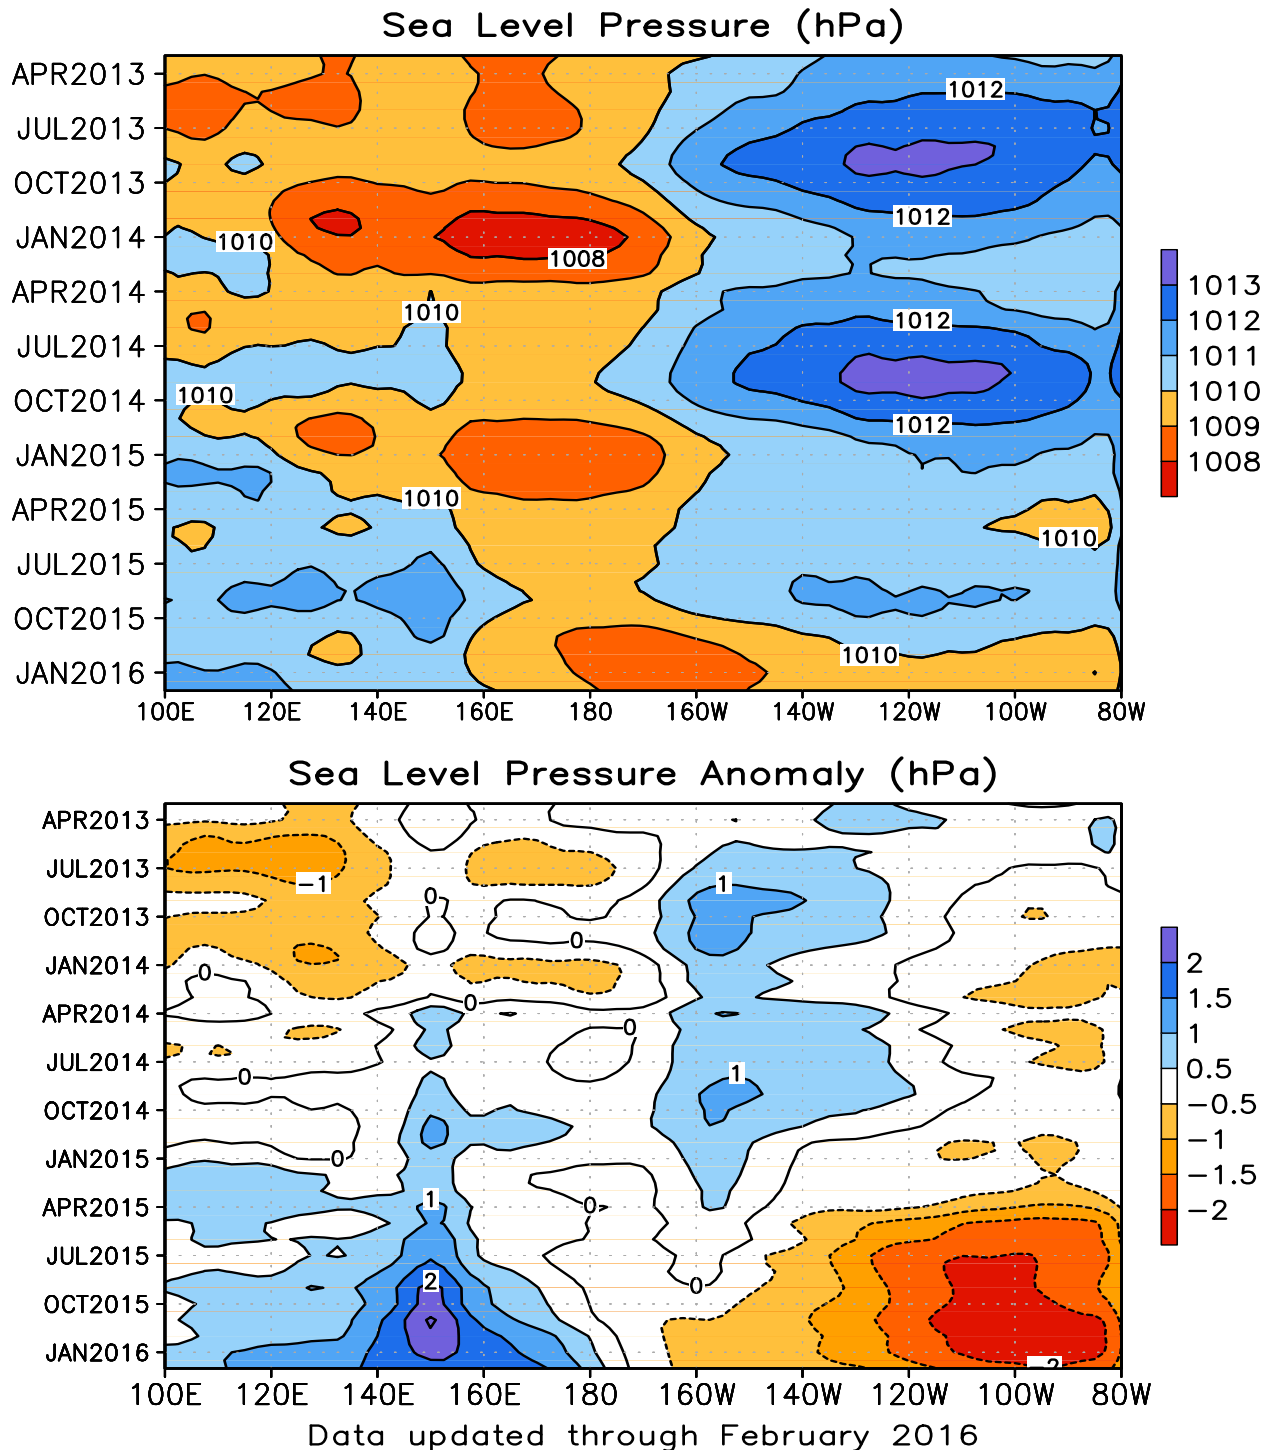 Sea Level Pressure (hPa)
APR2013
JUL2013
OCT2013
JAN2014
APR2014
JUL2014
OCT2014
JAN2015
APR2015
JUL2015
OCT2015
JAN2016
1012
1012
1010
1008
1010
1012
1010
1012
1010
1010
1010
1013
1012
1011
1010
1009
1008
100E 120E 140E 160E 180 160W 140W 120W 100W 80W
Sea Level Pressure Anomaly (hPa)
APR2013
JUL2013
OCT2013
JAN2014
APR2014
JUL2014
OCT2014
JAN2015
APR2015
JUL2015
OCT2015
JAN2016
−1
1
0
0
0
0
0
0
1
0
1
0
2
0
−2
2
1.5
1
0.5
−0.5
−1
−1.5
−2
100E 120E 140E 160E 180 160W 140W 120W 100W 80W
Data updated through February 2016